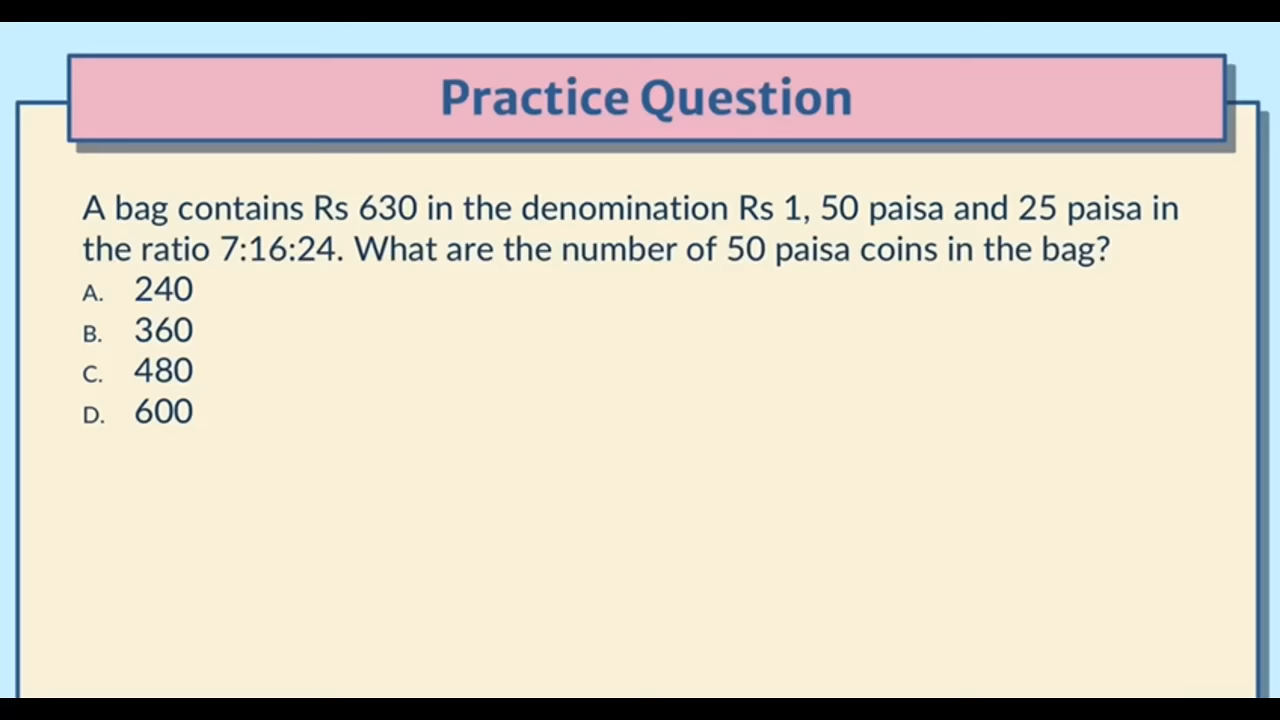 Practice Question
A bag contains Rs 630 in the denomination Rs 1, 50 paisa and 25 paisa in
the ratio 7:16:24. What are the number of 50 paisa coins in the bag?
A. 240
B. 360
C. 480
D. 600